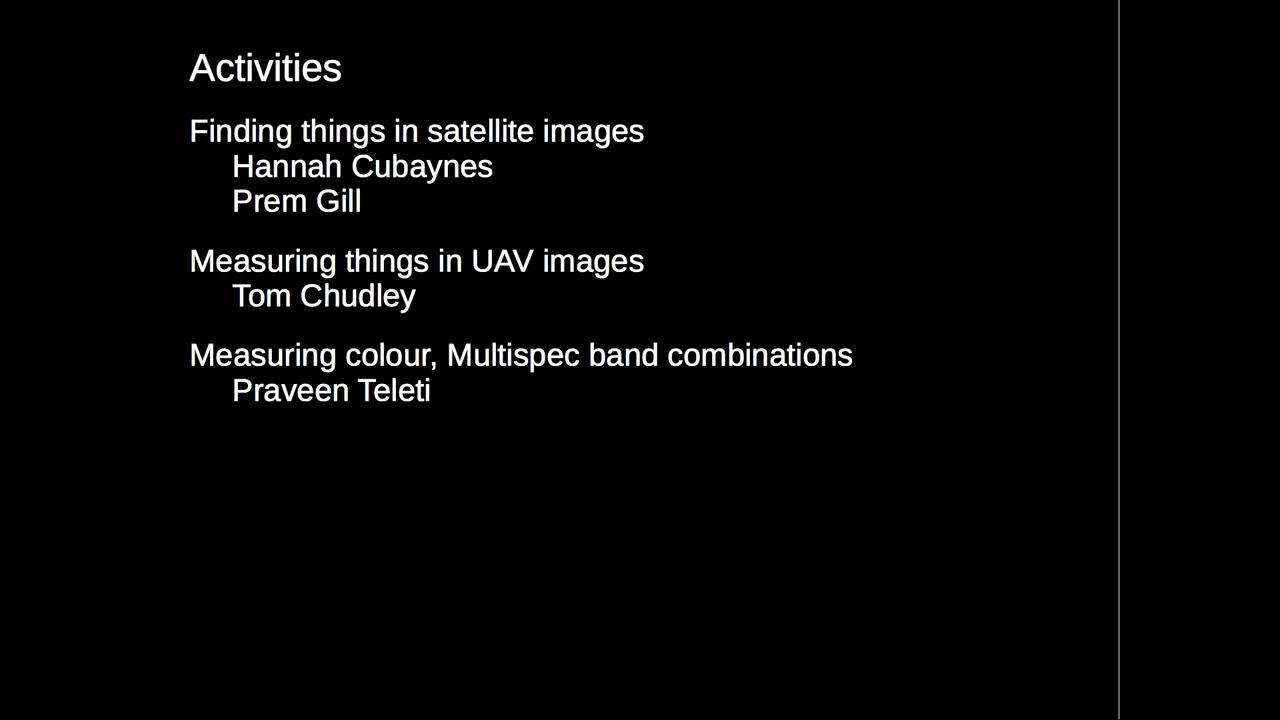 Activities
Finding things in satellite images
Hannah Cubaynes
Prem Gill
Measuring things in UAV images
Tom Chudley
Measuring colour, Multispec band combinations
Praveen Teleti